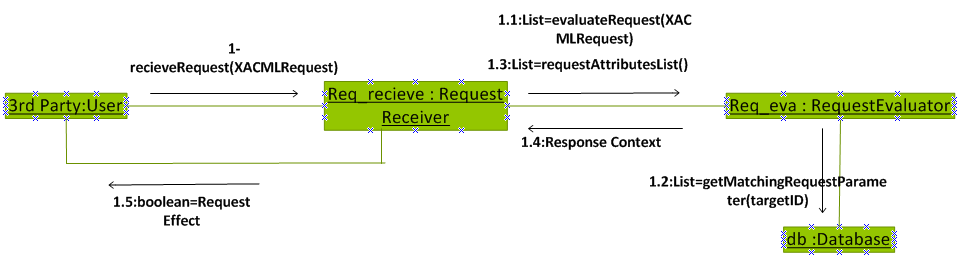 1.1:List=evaluateRequest(XAC
MLRequest)
1-
recieveRequest(XACMLRequest)
1.3:List=requestAttributesList()
3rd Party:User
Req_recieve : Request
Receiver
Req_eva : RequestEvaluator
1.4:Response Context
1.2:List=getMatchingRequestParame
ter(targetID)
1.5:boolean=Request
Effect
db :Database